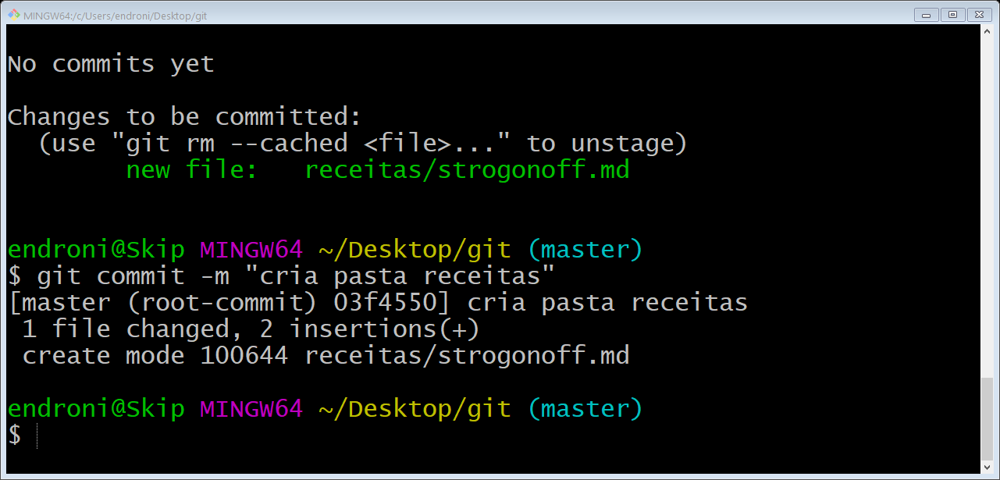 MINGW64:/c/Users/endroni/Desktop/git
No commits yet
Changes to be committed:
  (use "git rm --cached <file>..." to unstage)
        new file:   receitas/strogonoff.md
endroni@Skip MINGW64 ~/Desktop/git (master)
$ git commit -m "cria pasta receitas"
[master (root-commit) 03f4550] cria pasta receitas
 1 file changed, 2 insertions(+)
 create mode 100644 receitas/strogonoff.md
endroni@Skip MINGW64 ~/Desktop/git (master)
$